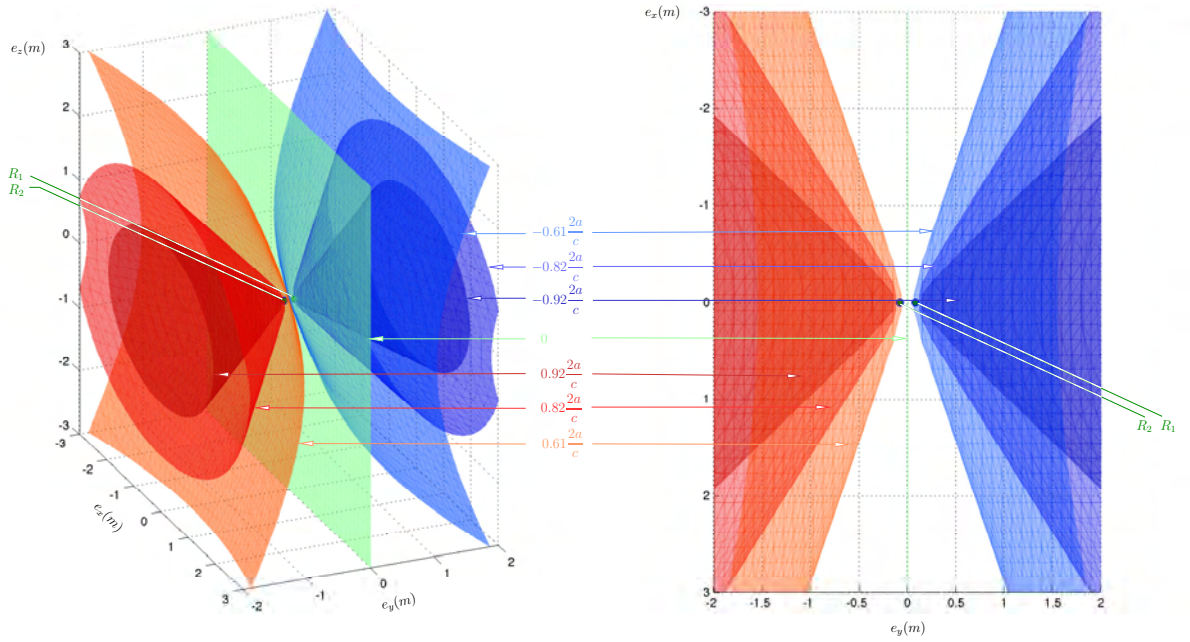 e_z(m)
3
2
1
0
-1
-2
-3
-3
-2
-1
0
1
2
3
e_x(m)
-2
-1
0
1
2
e_y(m)
R_1
R_2
−0.61 2a/c
−0.82 2a/c
−0.92 2a/c
0
0.92 2a/c
0.82 2a/c
0.61 2a/c
e_x(m)
-3
-2
-1
0
1
2
3
-2
-1.5
-1
-0.5
0
0.5
1
1.5
2
e_y(m)
R_2 R_1